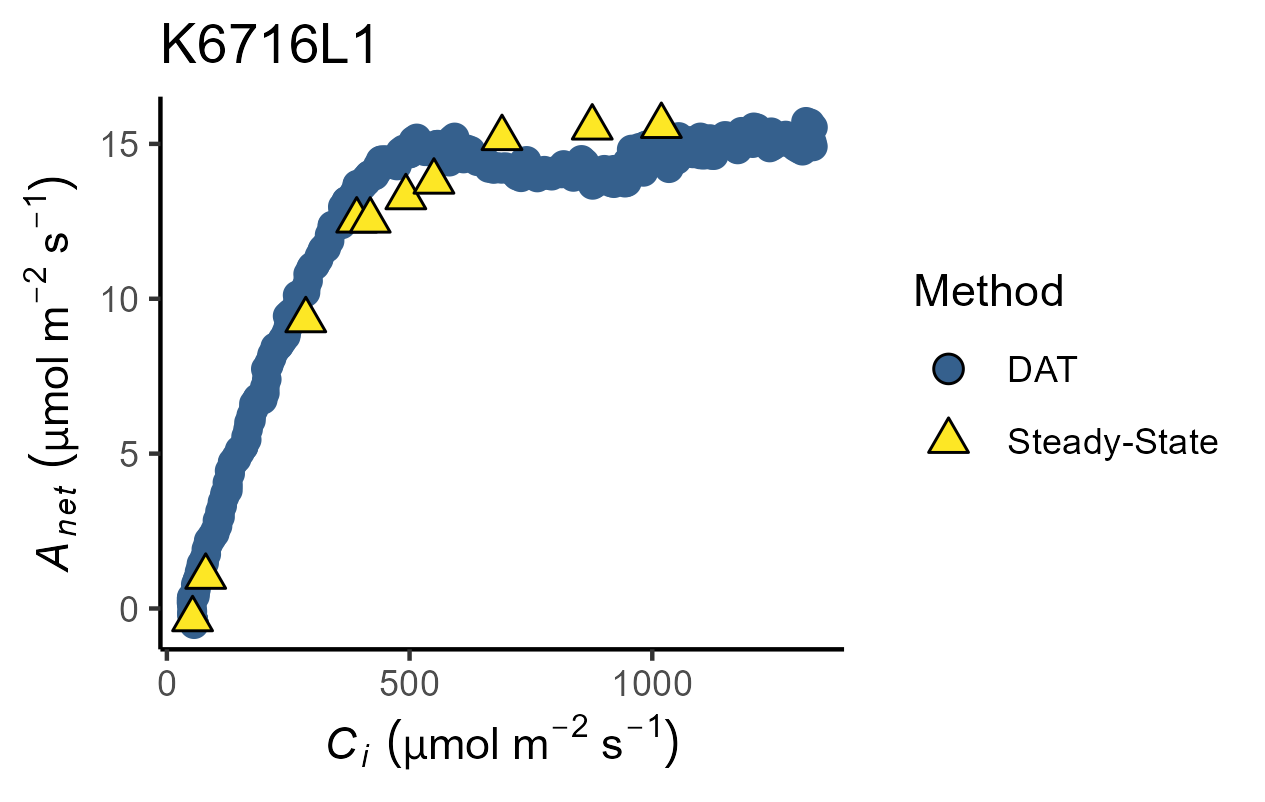 K6716L1
15
10
5
0
0 500 1000
A_net (μmol m⁻² s⁻¹)
C_i (μmol m⁻² s⁻¹)
Method
DAT
Steady-State